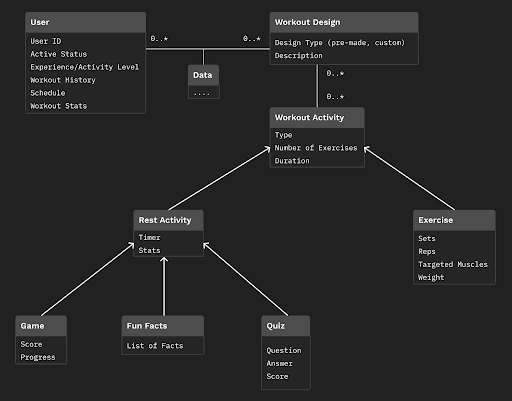 User
User ID
Active Status
Experience/Activity Level
Workout History
Schedule
Workout Stats
0..*
0..*
Data
....
Workout Design
Design Type (pre-made, custom)
Description
0..*
0..*
Workout Activity
Type
Number of Exercises
Duration
Rest Activity
Timer
Stats
Exercise
Sets
Reps
Targeted Muscles
Weight
Game
Score
Progress
Fun Facts
List of Facts
Quiz
Question
Answer
Score